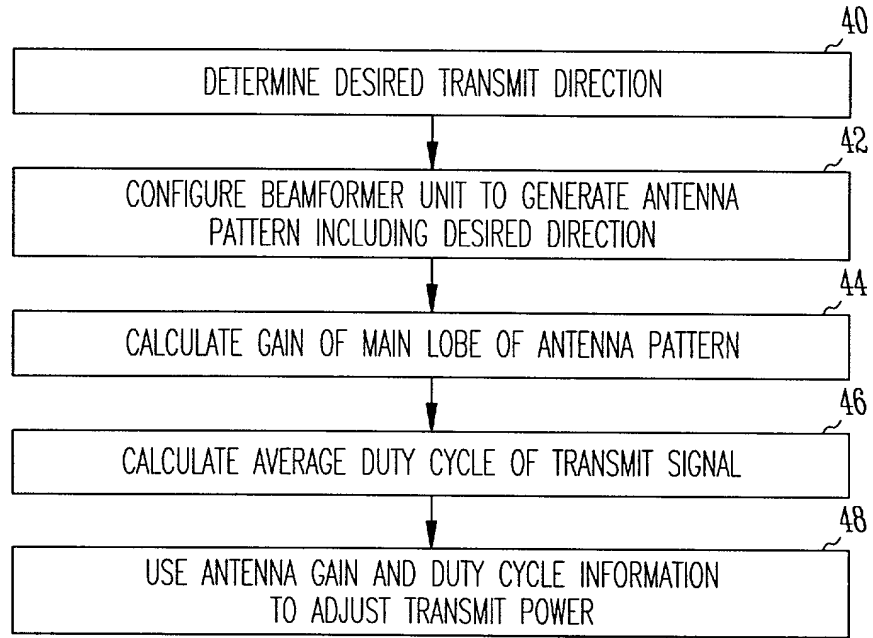 40
DETERMINE DESIRED TRANSMIT DIRECTION
42
CONFIGURE BEAMFORMER UNIT TO GENERATE ANTENNA
PATTERN INCLUDING DESIRED DIRECTION
44
CALCULATE GAIN OF MAIN LOBE OF ANTENNA PATTERN
46
CALCULATE AVERAGE DUTY CYCLE OF TRANSMIT SIGNAL
48
USE ANTENNA GAIN AND DUTY CYCLE INFORMATION
TO ADJUST TRANSMIT POWER